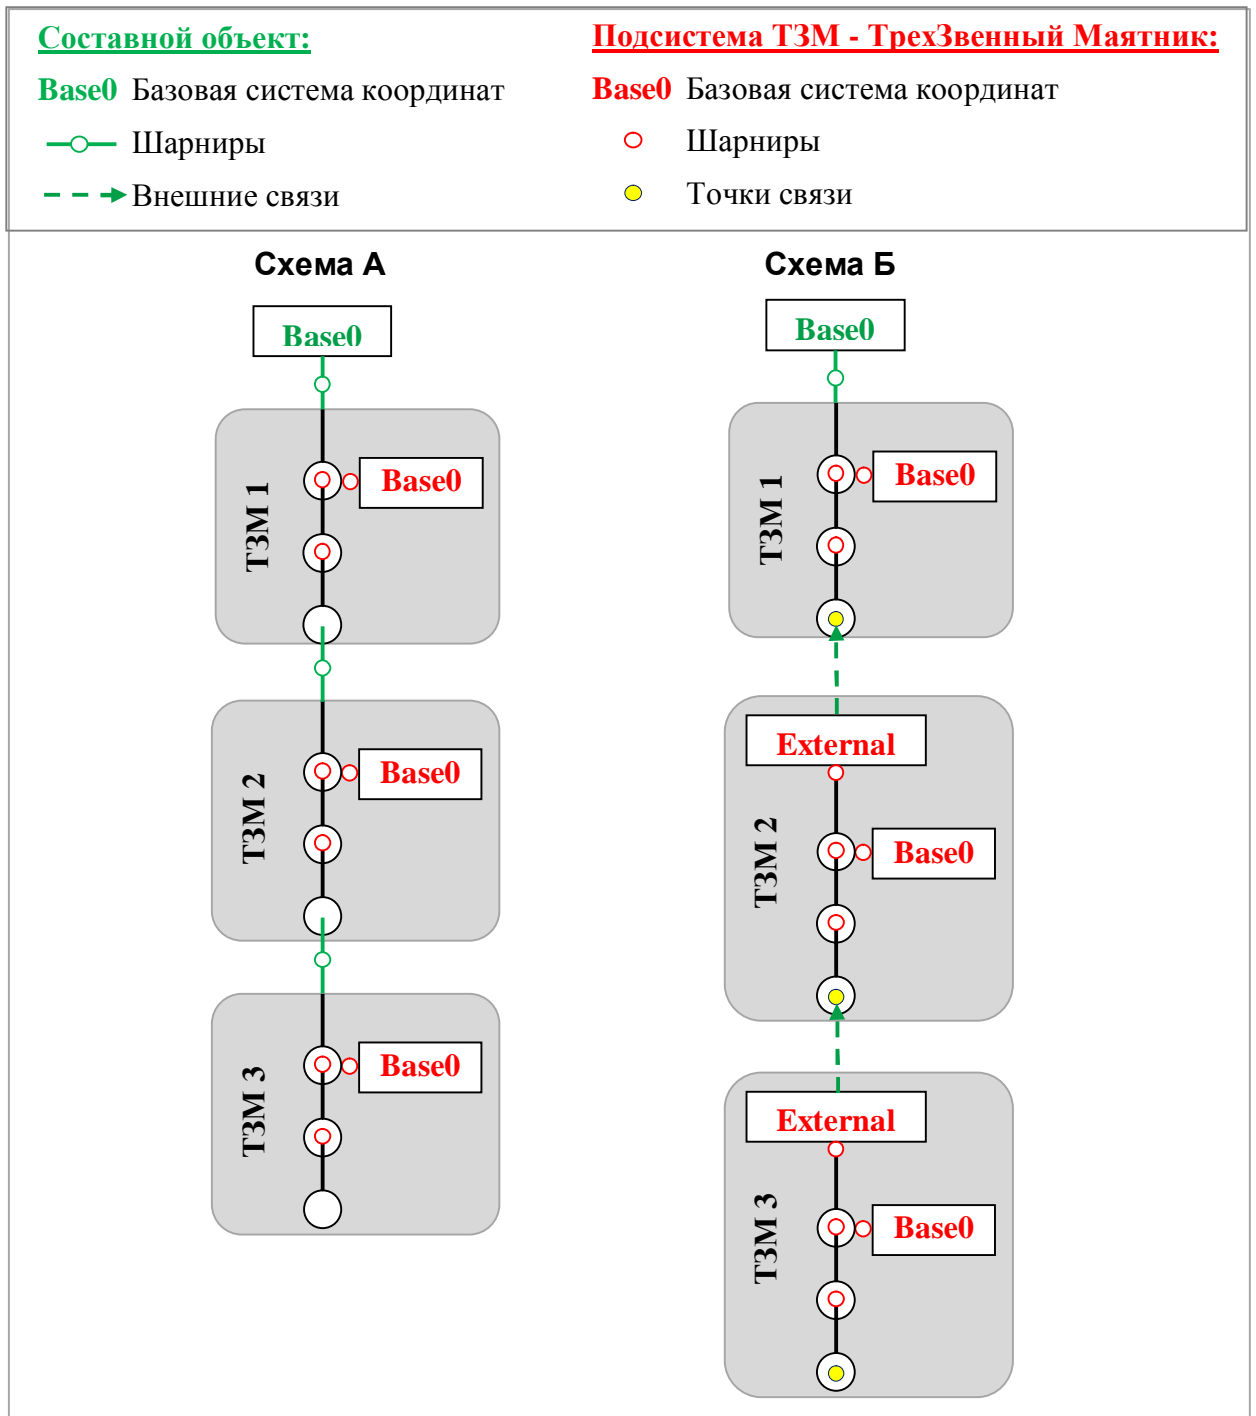 Составной объект:
Base0 Базовая система координат
Шарниры
Внешние связи
Подсистема ТЗМ - ТрехЗвенный Маятник:
Base0 Базовая система координат
Шарниры
Точки связи
Схема А
Base0
ТЗМ 1
Base0
ТЗМ 2
Base0
ТЗМ 3
Base0
Схема Б
Base0
ТЗМ 1
Base0
External
ТЗМ 2
Base0
External
ТЗМ 3
Base0